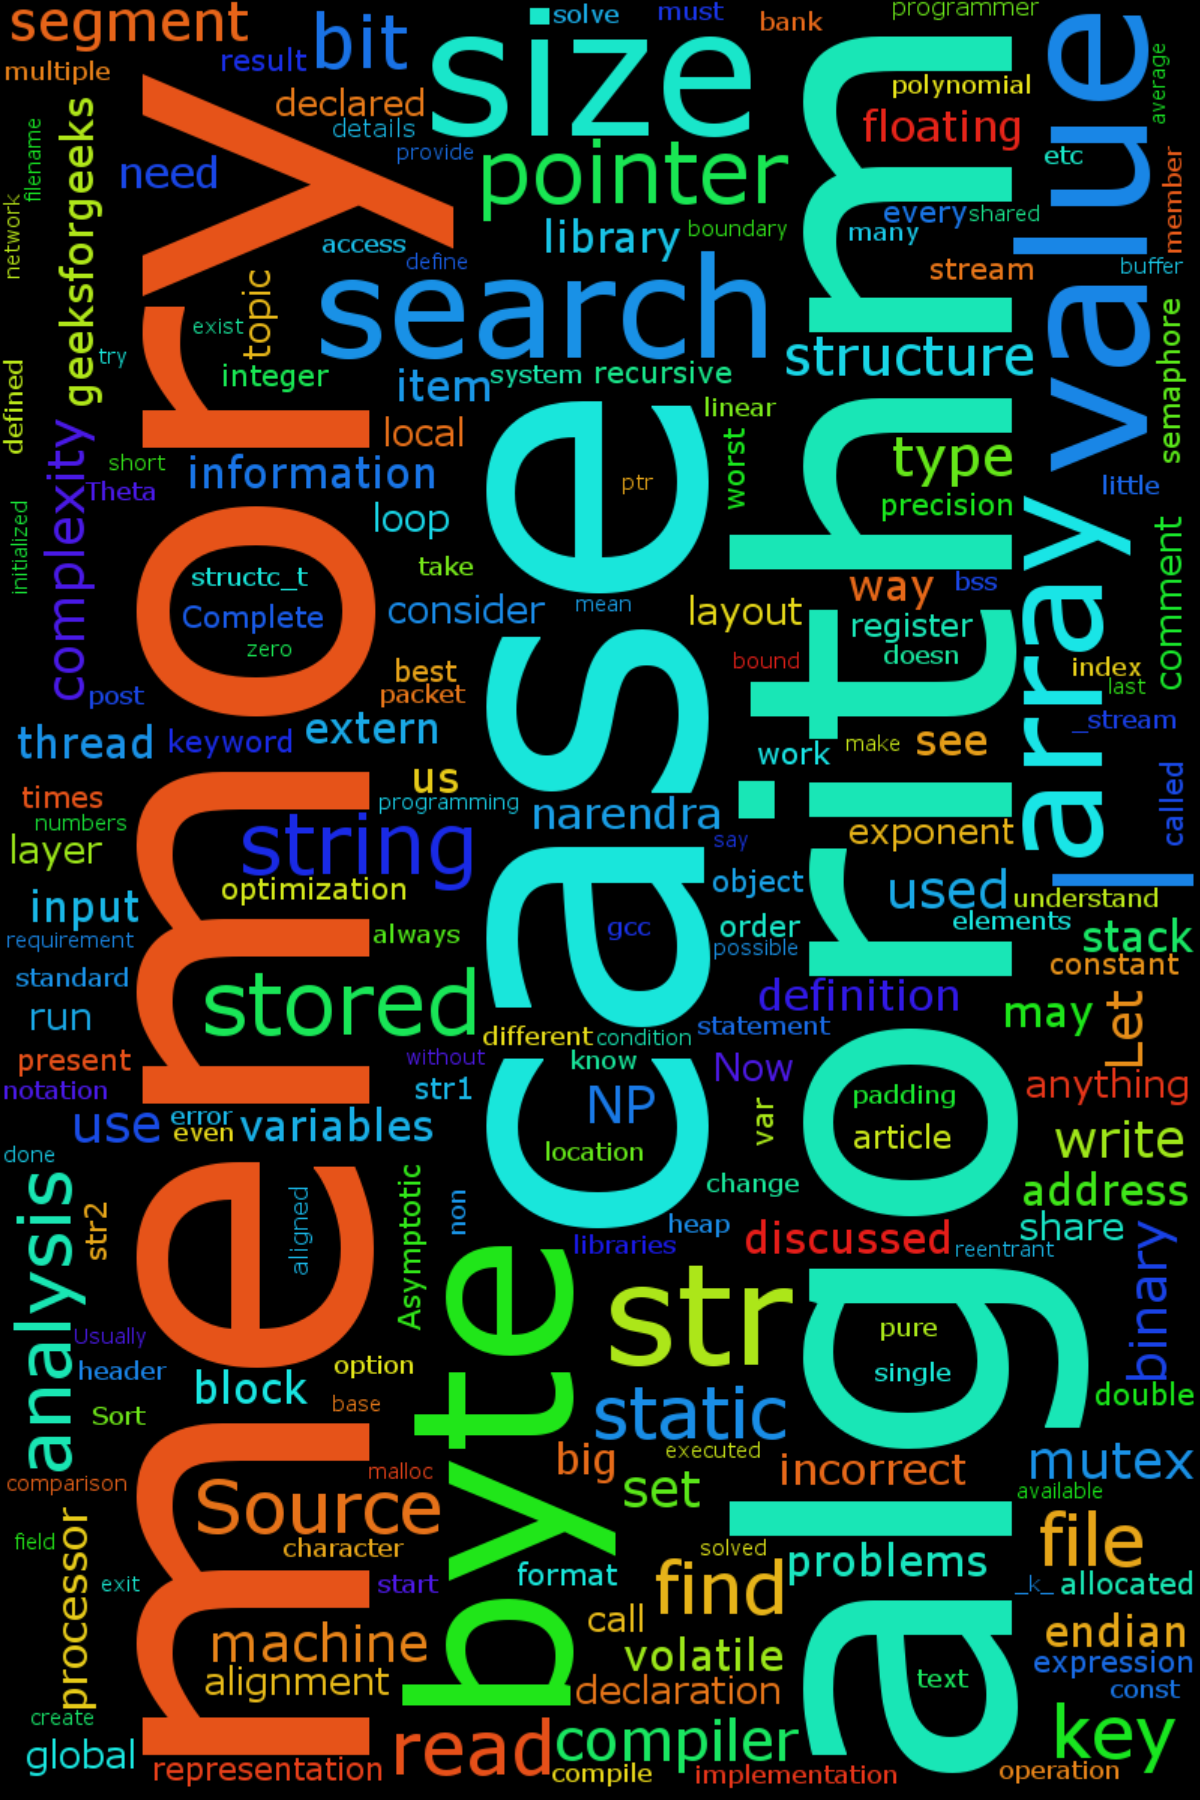 segment
multiple
result
bit
size
solve
must
bank
programmer
polynomial
floating
value
average
declared
details
provide
need
filename
network
geeksforgeeks
memory
pointer
library
boundary
etc
every
shared
many
member
buffer
stream
access
define
topic
exist
search
algorithm
try
integer
item
system
recursive
structure
semaphore
defined
local
linear
case
worst
type
complexity
short
Theta
information
ptr
precision
little
array
loop
initialized
take
structc_t
Complete
zero
consider
mean
layout
way
bss
register
doesn
comment
bound
index
last
best
packet
post
_stream
thread
keyword
extern
work
make
see
us
times
numbers
layer
programming
narendra
called
string
say
exponent
optimization
object
used
understand
elements
input
requirement
always
gcc
order
possible
stack
constant
standard
run
stored
definition
may
Let
l
different
condition
statement
present
notation
without
know
Now
anything
str1
NP
var
padding
article
use
error
even
variables
location
write
done
analysis
str2
aligned
Asymptotic
non
change
address
heap
libraries
discussed
reentrant
share
binary
byte
str
Usually
header
option
pure
single
block
base
static
double
Sort
big
executed
incorrect
mutex
comparison
malloc
set
available
Source
character
processor
field
exit
start
format
solved
find
problems
file
_k_
allocated
call
machine
alignment
volatile
endian
expression
const
declaration
text
create
global
representation
read
compiler
compile
implementation
key
operation